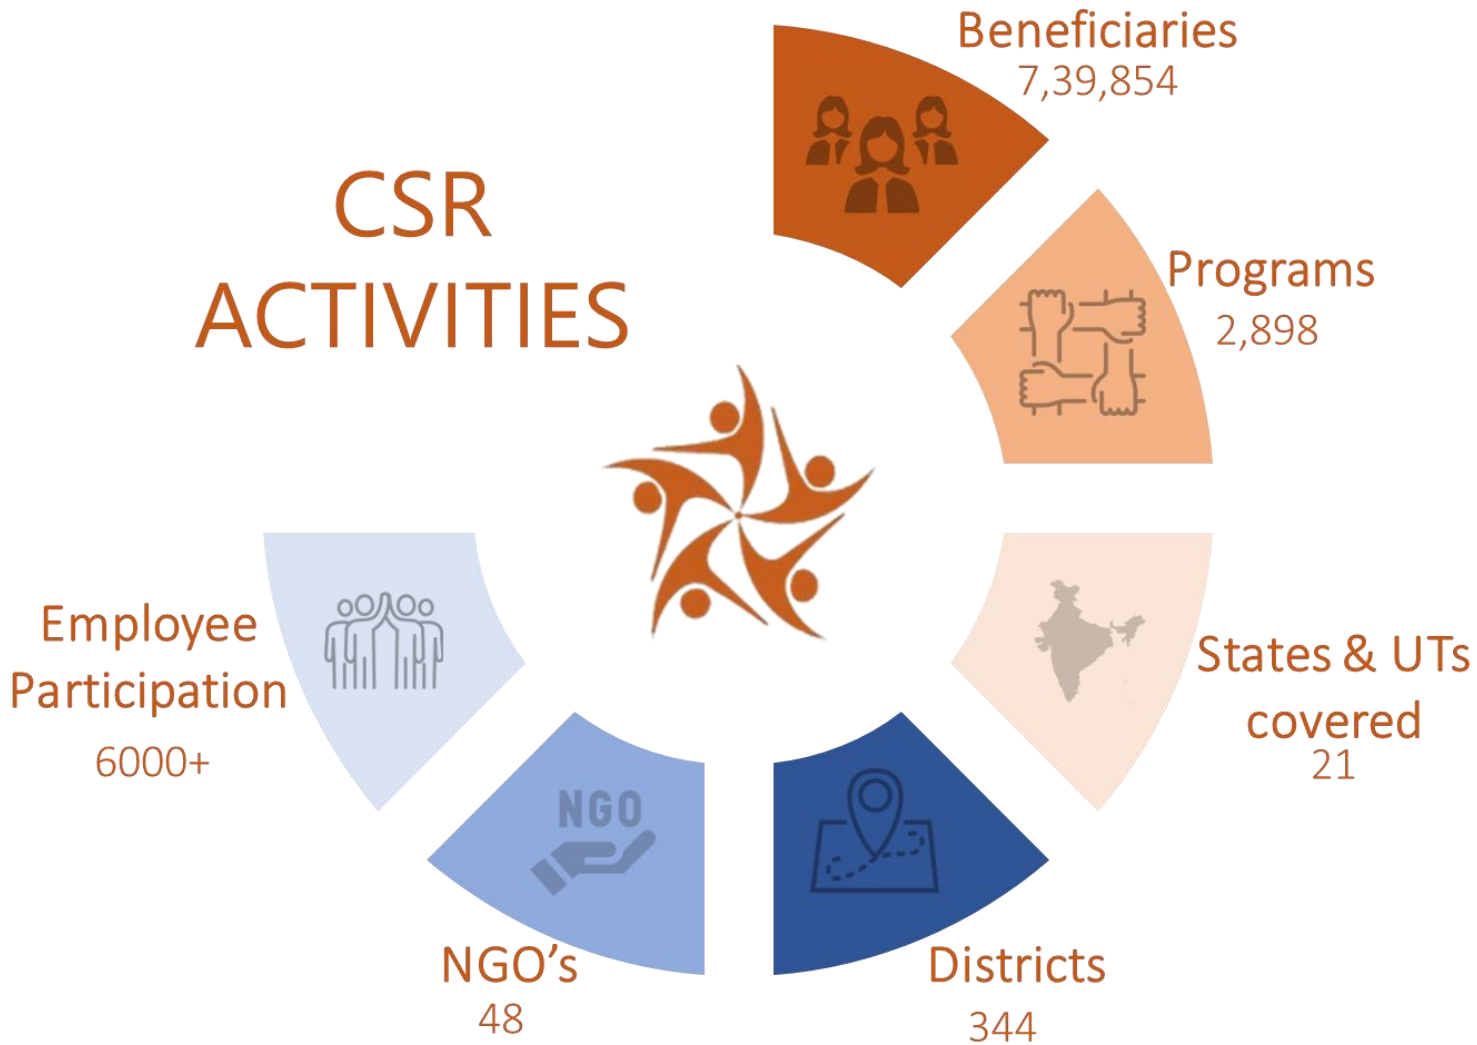 CSR
ACTIVITIES
Beneficiaries
7,39,854
Programs
2,898
States & UTs
covered
21
Districts
344
NGO
NGO’s
48
Employee
Participation
6000+